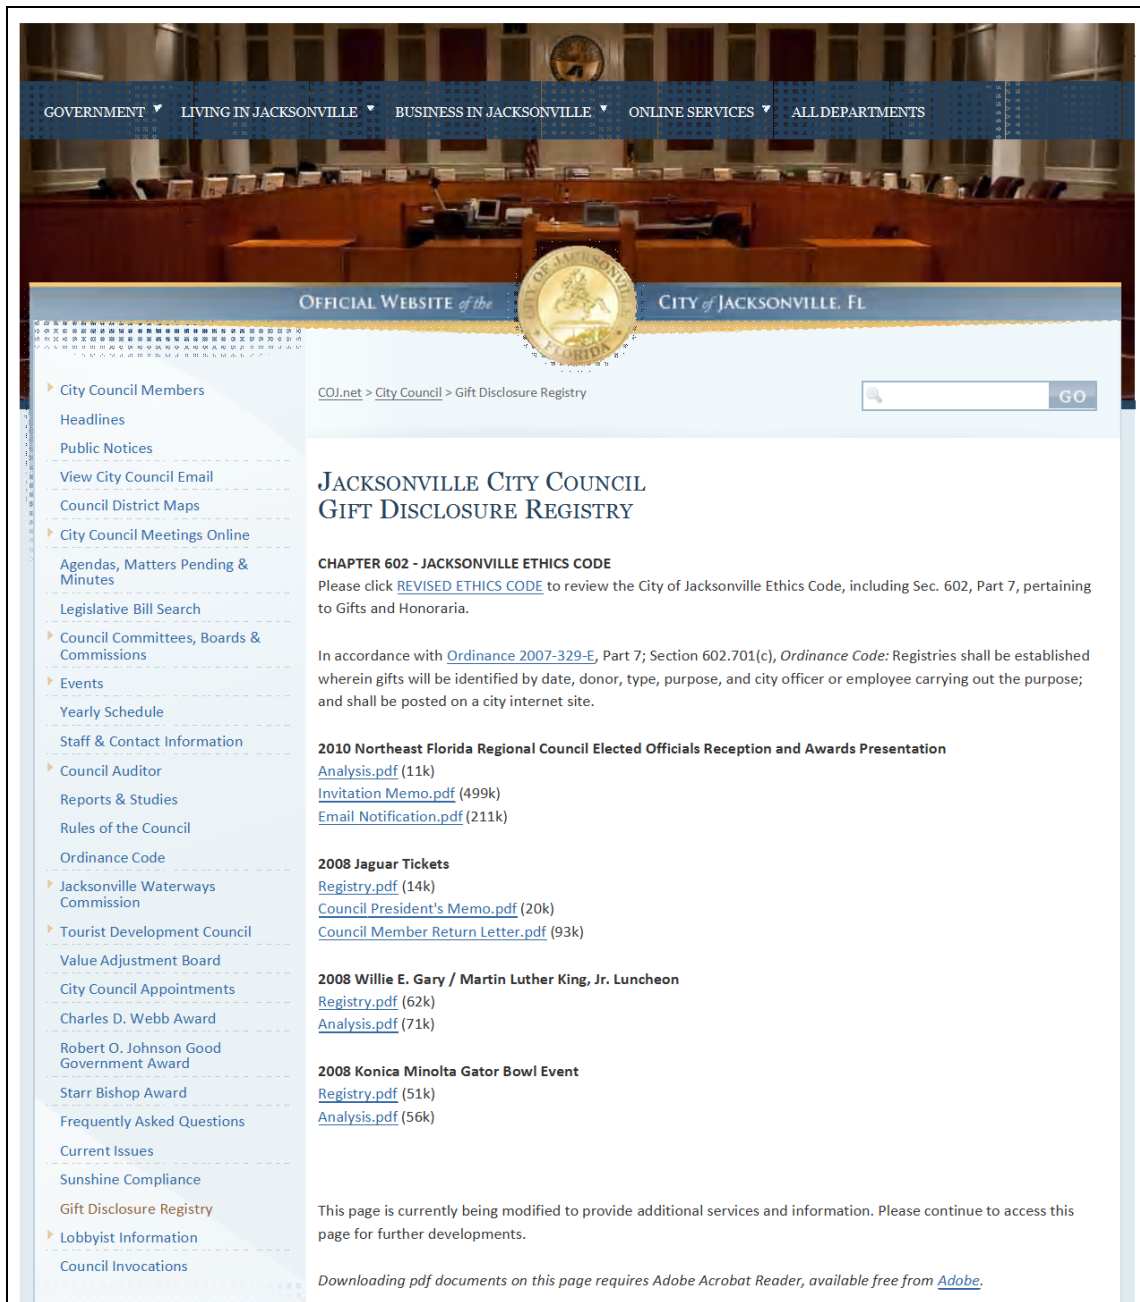 GOVERNMENT
LIVING IN JACKSONVILLE
BUSINESS IN JACKSONVILLE
ONLINE SERVICES
ALL DEPARTMENTS
OFFICIAL WEBSITE of the
CITY OF JACKSONVILLE
FLORIDA
CITY of JACKSONVILLE. FL
City Council Members
Headlines
Public Notices
View City Council Email
Council District Maps
City Council Meetings Online
Agendas, Matters Pending &
Minutes
Legislative Bill Search
Council Committees, Boards &
Commissions
Events
Yearly Schedule
Staff & Contact Information
Council Auditor
Reports & Studies
Rules of the Council
Ordinance Code
Jacksonville Waterways
Commission
Tourist Development Council
Value Adjustment Board
City Council Appointments
Charles D. Webb Award
Robert O. Johnson Good
Government Award
Starr Bishop Award
Frequently Asked Questions
Current Issues
Sunshine Compliance
Gift Disclosure Registry
Lobbyist Information
Council Invocations
COJ.net > City Council > Gift Disclosure Registry
GO
JACKSONVILLE CITY COUNCIL
GIFT DISCLOSURE REGISTRY
CHAPTER 602 - JACKSONVILLE ETHICS CODE
Please click REVISED ETHICS CODE to review the City of Jacksonville Ethics Code, including Sec. 602, Part 7, pertaining
to Gifts and Honoraria.
In accordance with Ordinance 2007-329-E, Part 7; Section 602.701(c), Ordinance Code: Registries shall be established
wherein gifts will be identified by date, donor, type, purpose, and city officer or employee carrying out the purpose;
and shall be posted on a city internet site.
2010 Northeast Florida Regional Council Elected Officials Reception and Awards Presentation
Analysis.pdf (11k)
Invitation Memo.pdf (499k)
Email Notification.pdf (211k)
2008 Jaguar Tickets
Registry.pdf (14k)
Council President's Memo.pdf (20k)
Council Member Return Letter.pdf (93k)
2008 Willie E. Gary / Martin Luther King, Jr. Luncheon
Registry.pdf (62k)
Analysis.pdf (71k)
2008 Konica Minolta Gator Bowl Event
Registry.pdf (51k)
Analysis.pdf (56k)
This page is currently being modified to provide additional services and information. Please continue to access this
page for further developments.
Downloading pdf documents on this page requires Adobe Acrobat Reader, available free from Adobe.